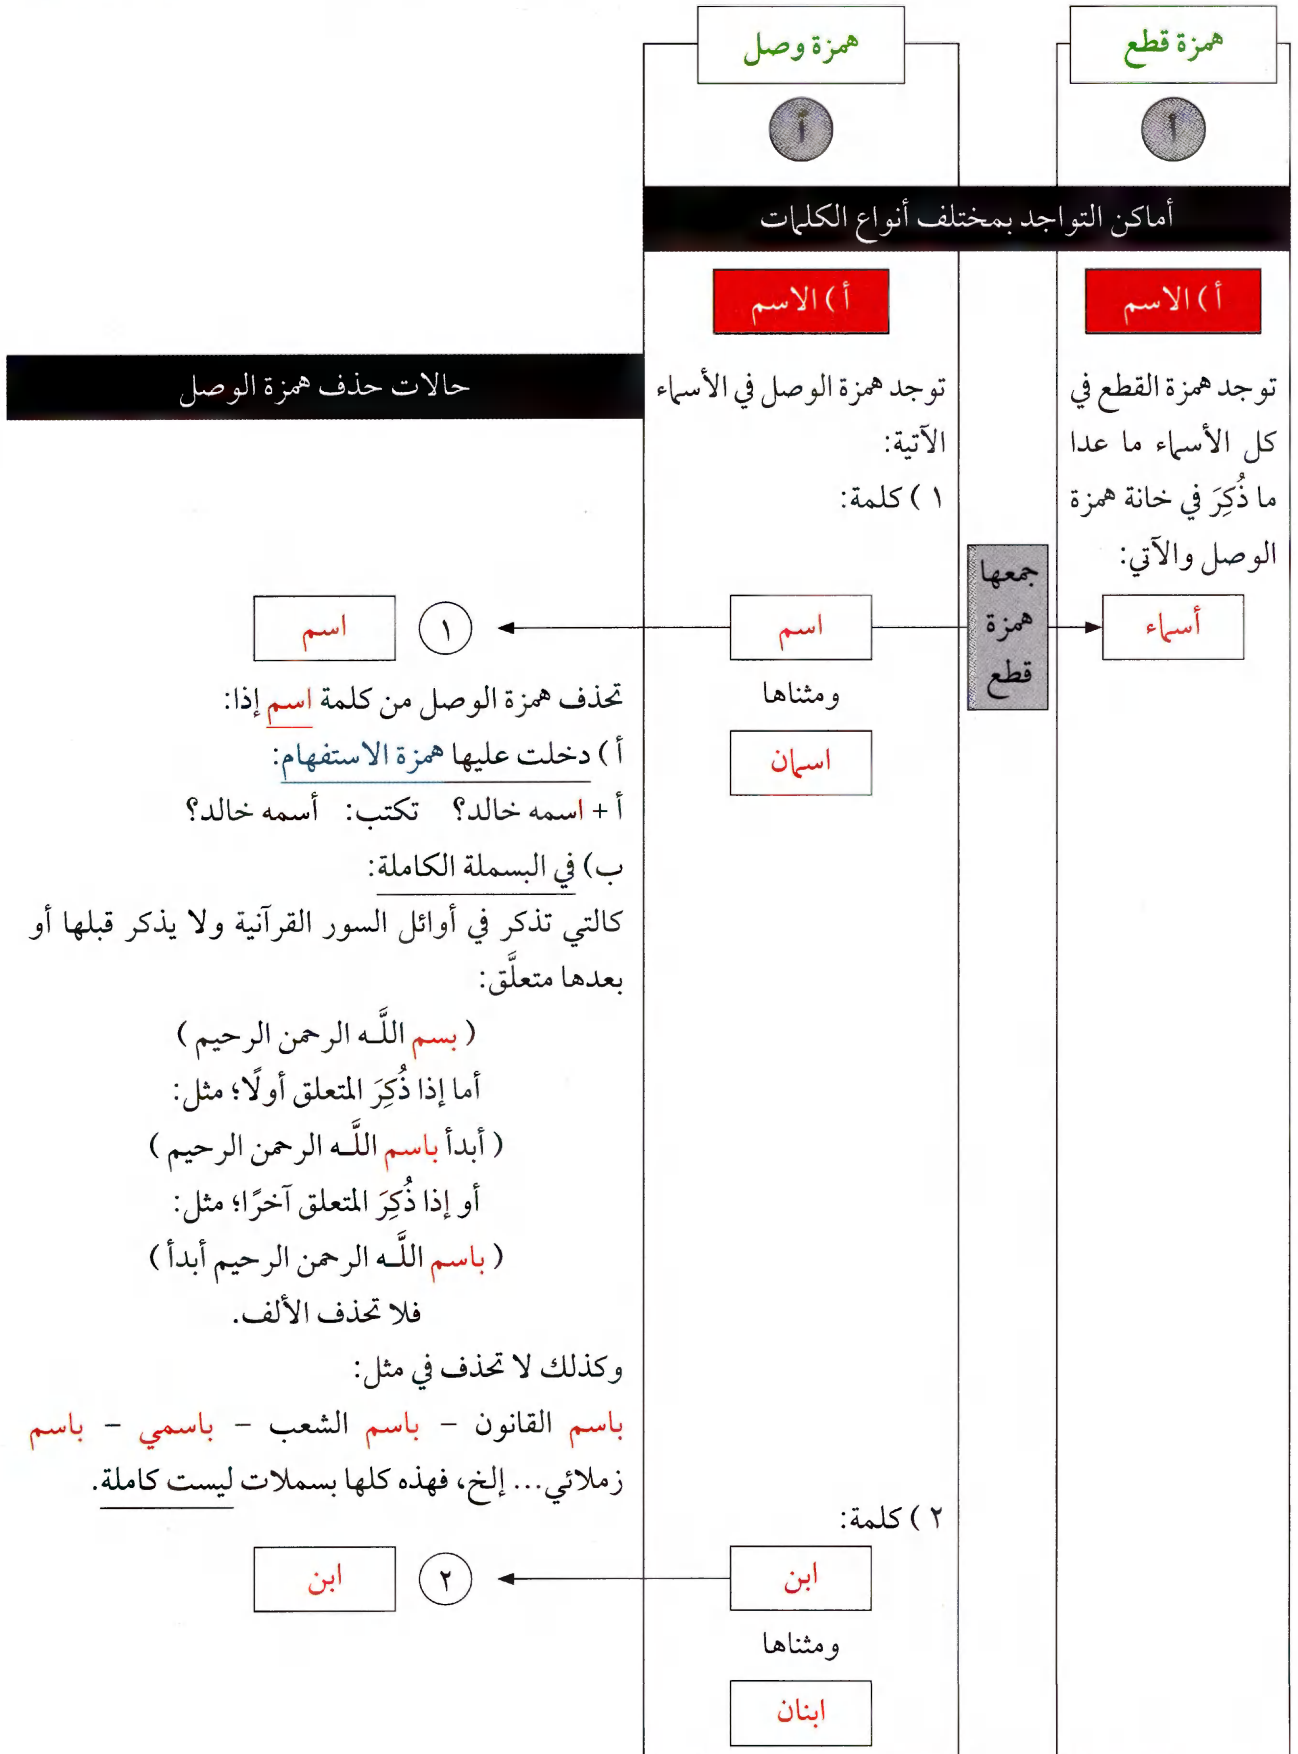 همزة قطع
همزة وصل
أ
أ
أماكن التواجد بمختلف أنواع الكلمات
أ) الاسم
أ) الاسم
توجد همزة القطع في
كل الأسماء ما عدا
ما ذُكِرَ في خانة همزة
الوصل والآتي:
أسماء
توجد همزة الوصل في الأسماء
الآتية:
١ ) كلمة:
جمعها
همزة
قطع
اسم
ومثناها
اسمان
حالات حذف همزة الوصل
١
اسم
تحذف همزة الوصل من كلمة اسم إذا:
أ ) دخلت عليها همزة الاستفهام:
أ + اسمه خالد؟ تكتب: أسمه خالد؟
ب) في البسملة الكاملة:
كالتي تذكر في أوائل السور القرآنية ولا يذكر قبلها أو
بعدها متعلَّق:
( بسم اللَّـه الرحمن الرحيم )
أما إذا ذُكِرَ المتعلق أولًا؛ مثل:
( أبدأ باسم اللَّـه الرحمن الرحيم )
أو إذا ذُكِرَ المتعلق آخرًا؛ مثل:
( باسم اللَّـه الرحمن الرحيم أبدأ )
فلا تحذف الألف.
وكذلك لا تحذف في مثل:
باسم القانون – باسم الشعب – باسمي – باسم
زملائي... إلخ، فهذه كلها بسملات ليست كاملة.
٢ ) كلمة:
ابن
٢
ابن
ومثناها
ابنان